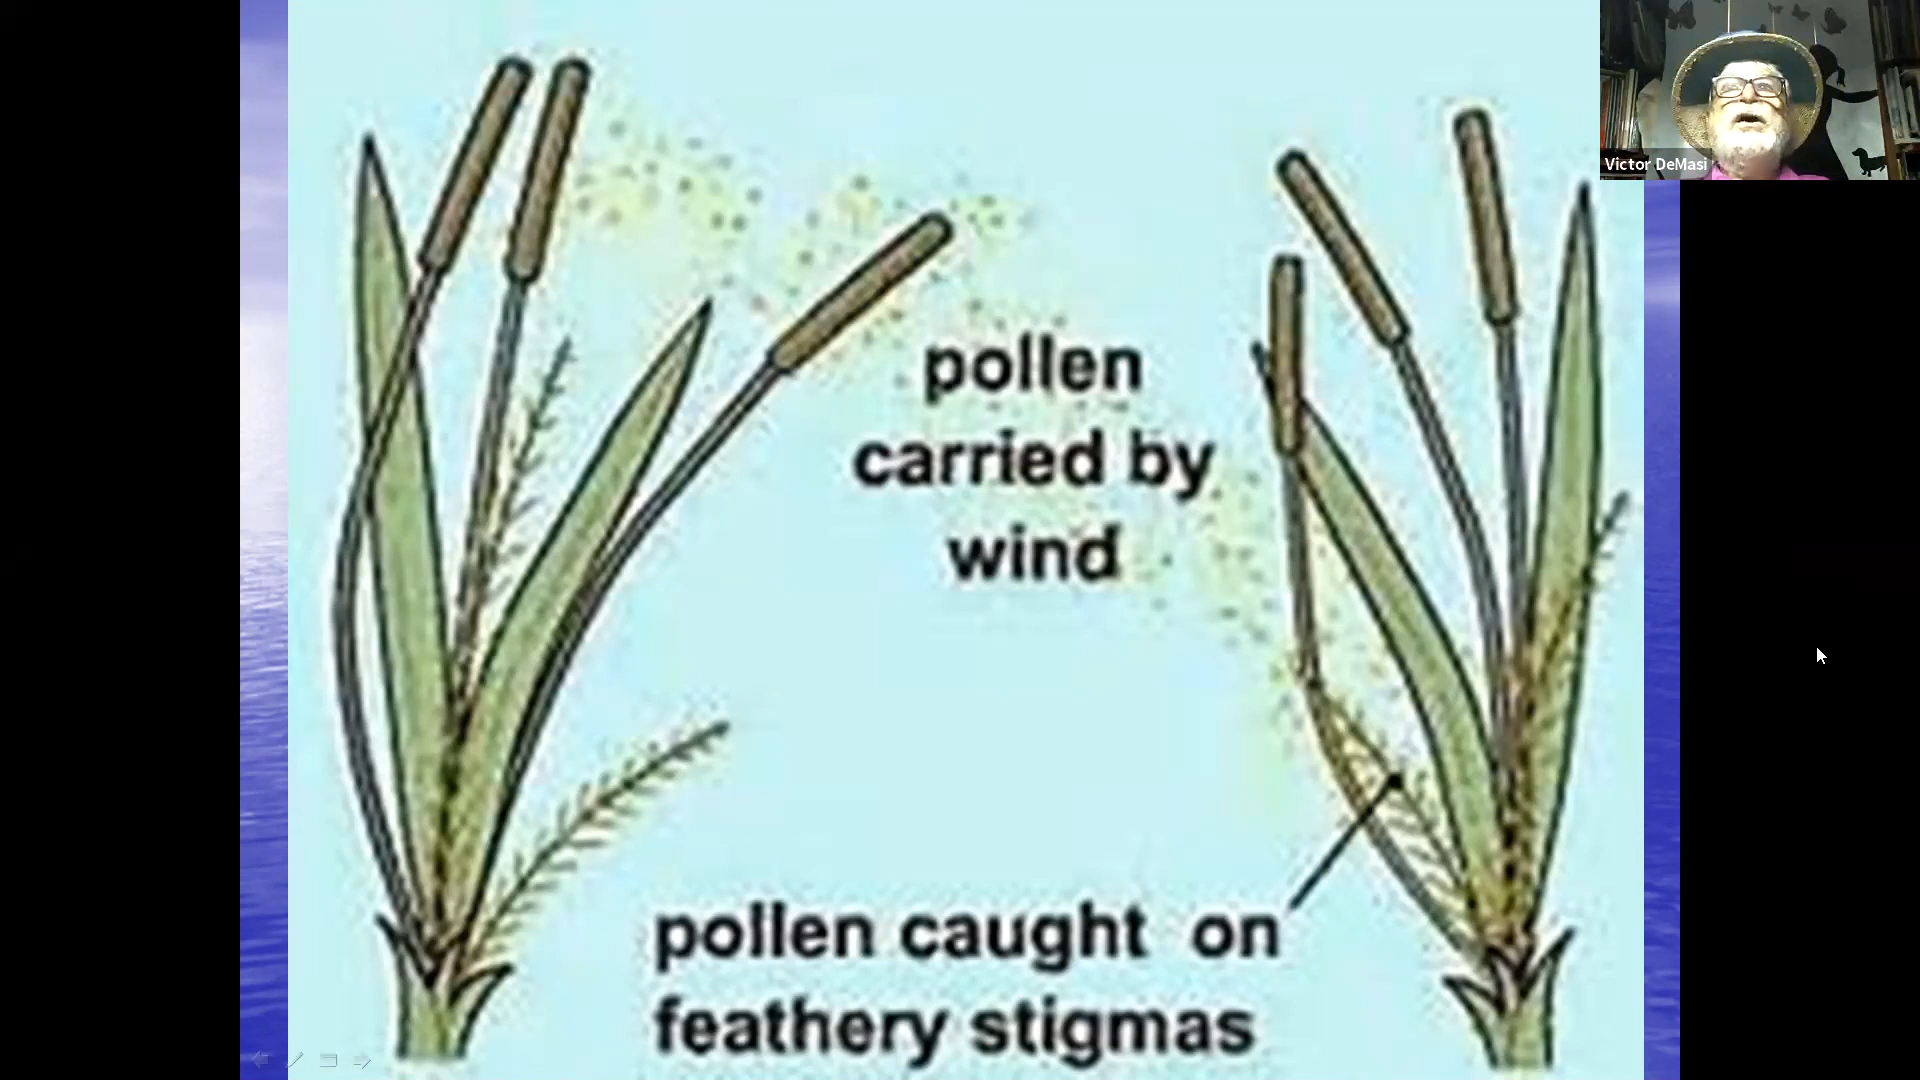 Victor DeMasi
pollen
carried by
wind
pollen caught on
feathery stigmas